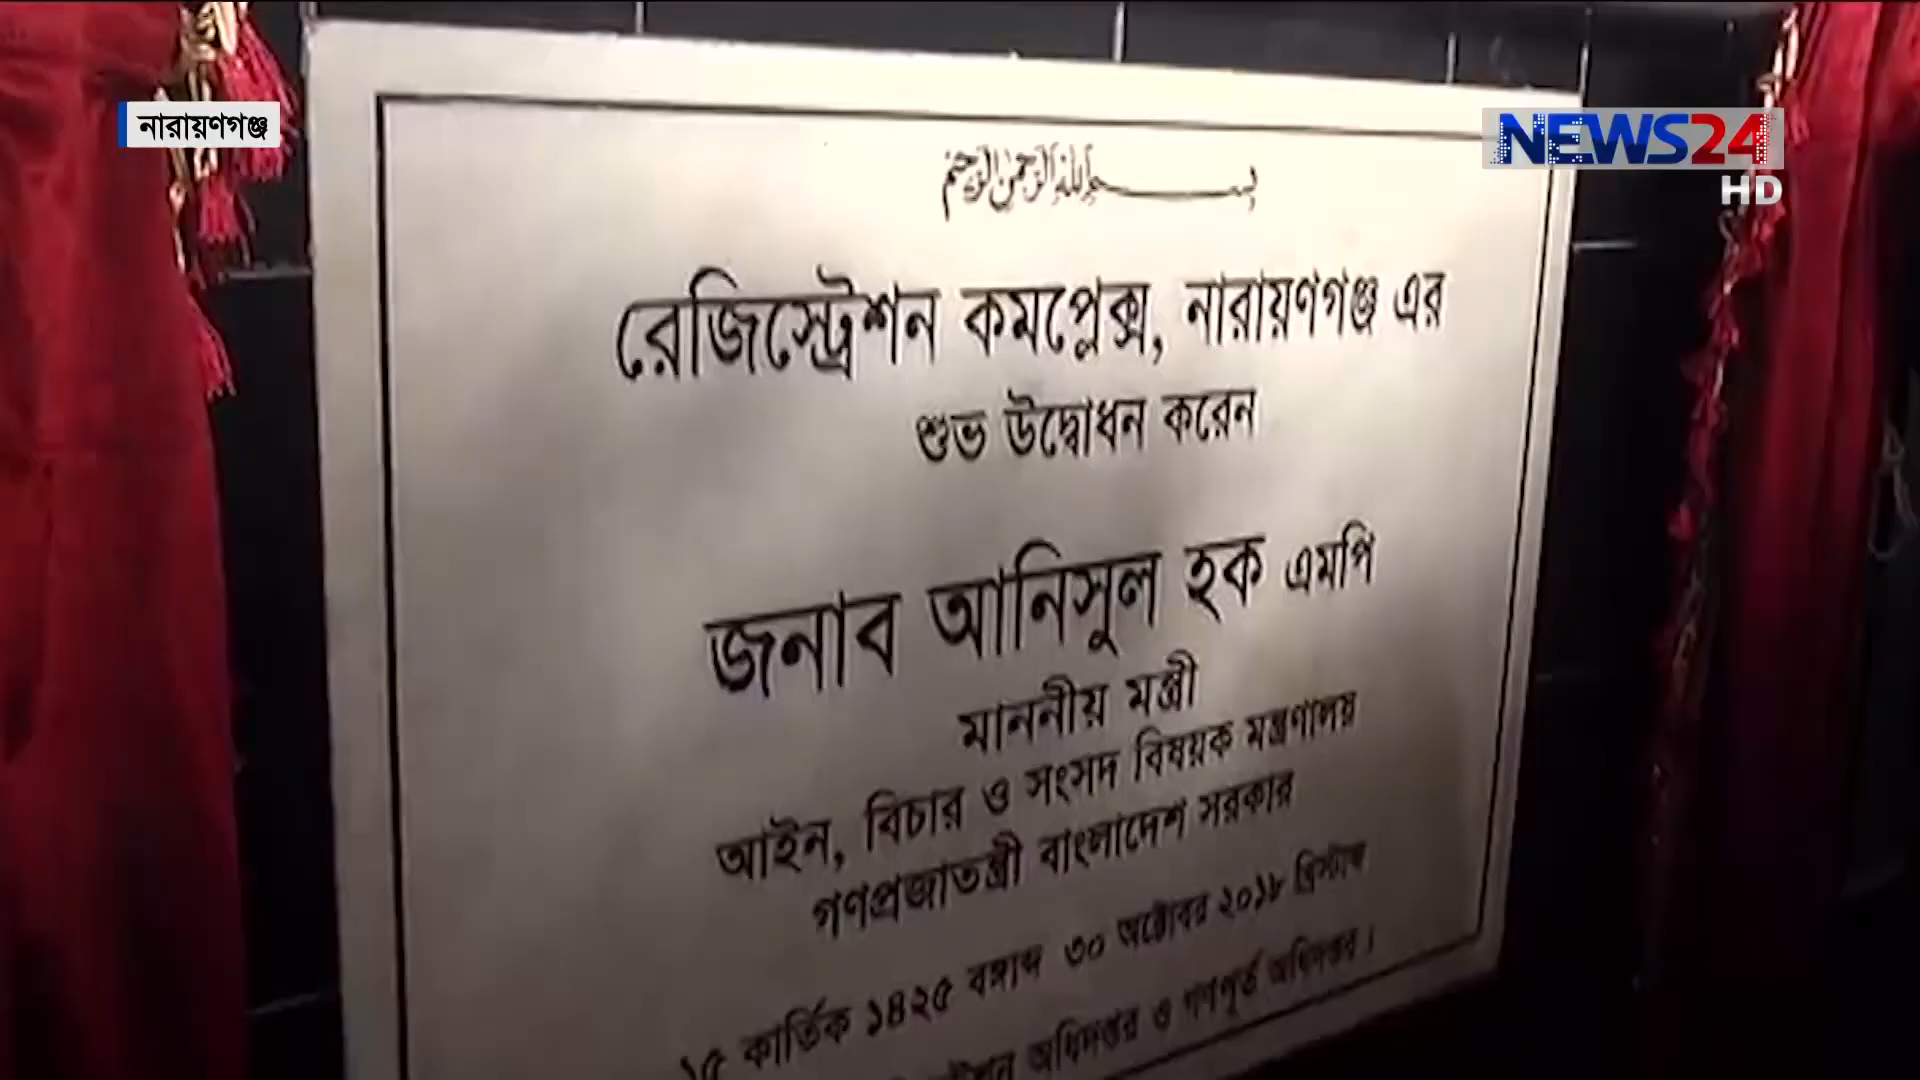 নারায়ণগঞ্জ
NEWS24
HD
بسم الله الرحمن الرحيم
রেজিস্ট্রেশন কমপ্লেক্স, নারায়ণগঞ্জ এর
শুভ উদ্বোধন করেন
জনাব আনিসুল হক এমপি
মাননীয় মন্ত্রী
আইন, বিচার ও সংসদ বিষয়ক মন্ত্রণালয়
গণপ্রজাতন্ত্রী বাংলাদেশ সরকার
১৫ কার্তিক ১৪২৫ বঙ্গাব্দ ৩০ অক্টোবর ২০১৮ খ্রিস্টাব্দ
অধিদপ্তর ও গণপূর্ত অধিদপ্তর।